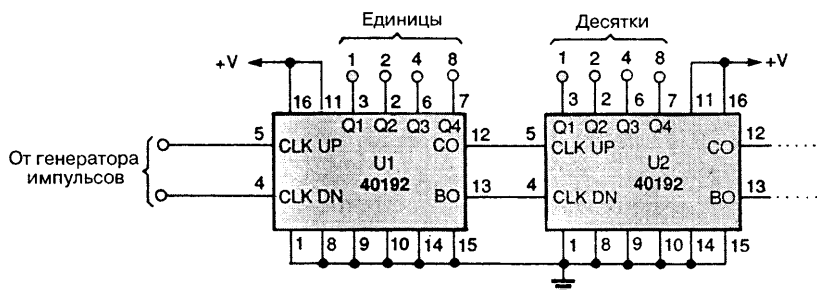 Единицы Десятки
1 2 4 8 1 2 4 8
+V +V
16 11 3 2 6 7 3 2 6 7 11 16
Q1 Q2 Q3 Q4 Q1 Q2 Q3 Q4
От генератора
импульсов
5 CLK UP CO 12 5 CLK UP CO 12
U1 U2
40192 40192
4 CLK DN BO 13 4 CLK DN BO 13
1 8 9 10 14 15 1 8 9 10 14 15